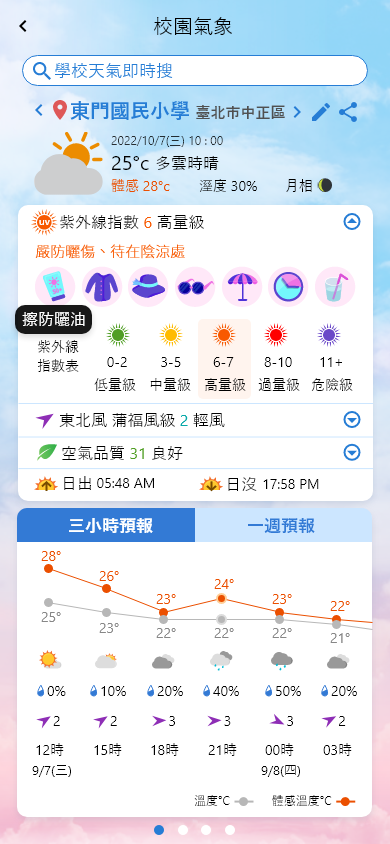 校園氣象
學校天氣即時搜
東門國民小學 臺北市中正區
2022/10/7(三) 10 : 00
25°c 多雲時晴
體感 28°c 溼度 30% 月相
UV 紫外線指數 6 高量級
嚴防曬傷、待在陰涼處
擦防曬油
紫外線
指數表
0-2 3-5 6-7 8-10 11+
低量級 中量級 高量級 過量級 危險級
東北風 蒲福風級 2 輕風
空氣品質 31 良好
日出 05:48 AM 日沒 17:58 PM
三小時預報 一週預報
28° 26° 23° 24° 23° 22°
25° 23° 22° 22° 22° 21°
0% 10% 20% 40% 50% 20%
2 2 3 3 3 2
12時 15時 18時 21時 00時 03時
9/7(三) 9/8(四)
溫度°C 體感溫度°C